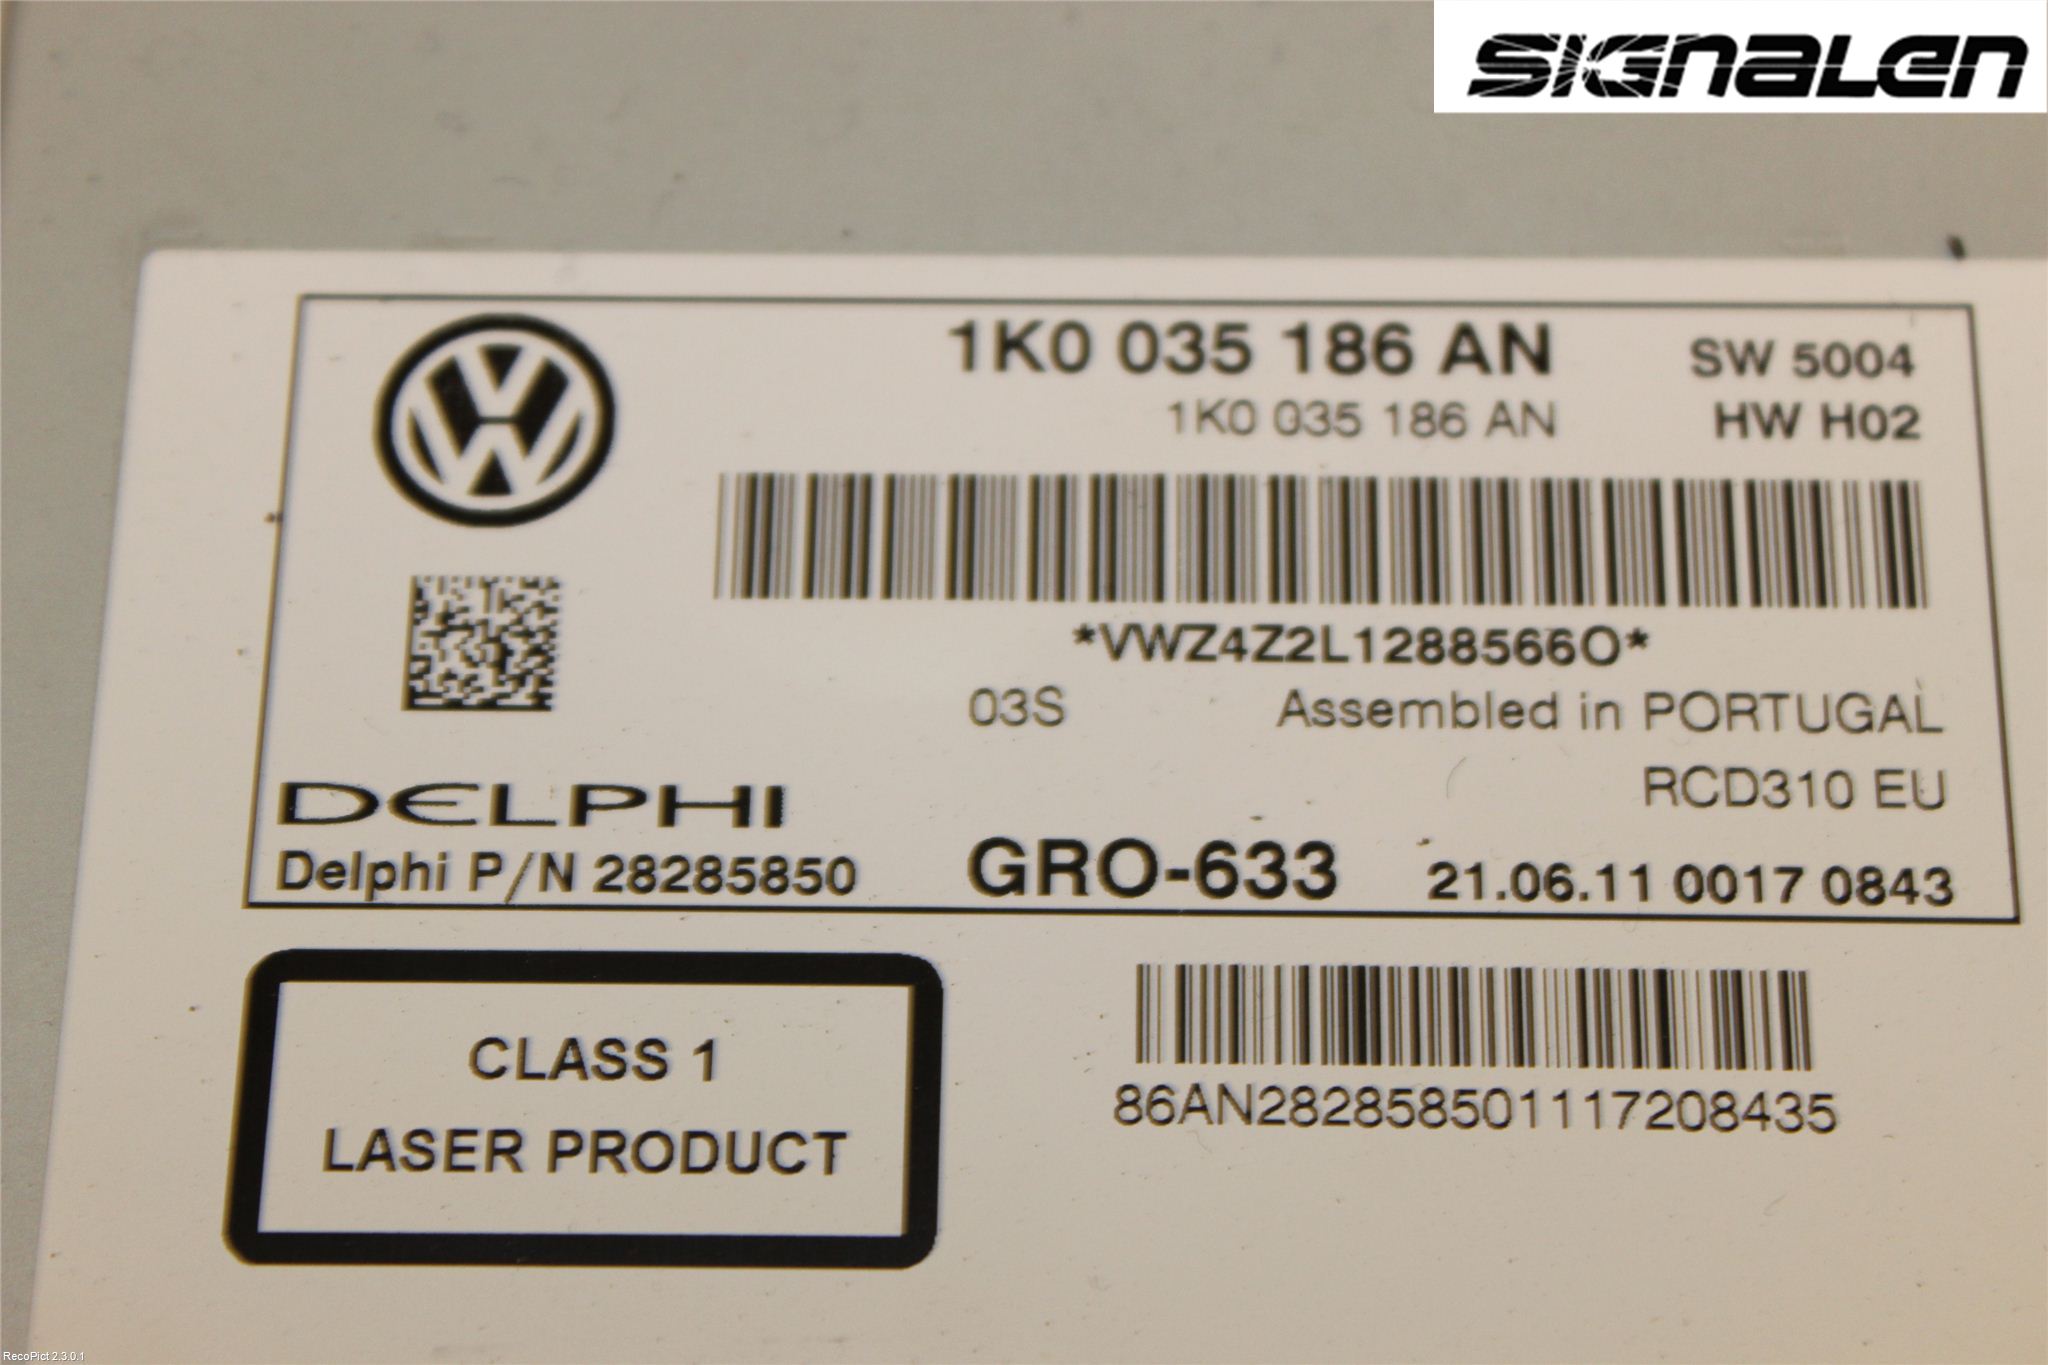 SIGNALEN
1K0 035 186 AN
SW 5004
1K0 035 186 AN
HW H02
*VWZ4Z2L1288566O*
03S
Assembled in PORTUGAL
RCD310 EU
DELPHI
Delphi P/N 28285850
GRO-633
21.06.11 0017 0843
CLASS 1
LASER PRODUCT
86AN282858501117208435
RecoPict 2.3.0.1